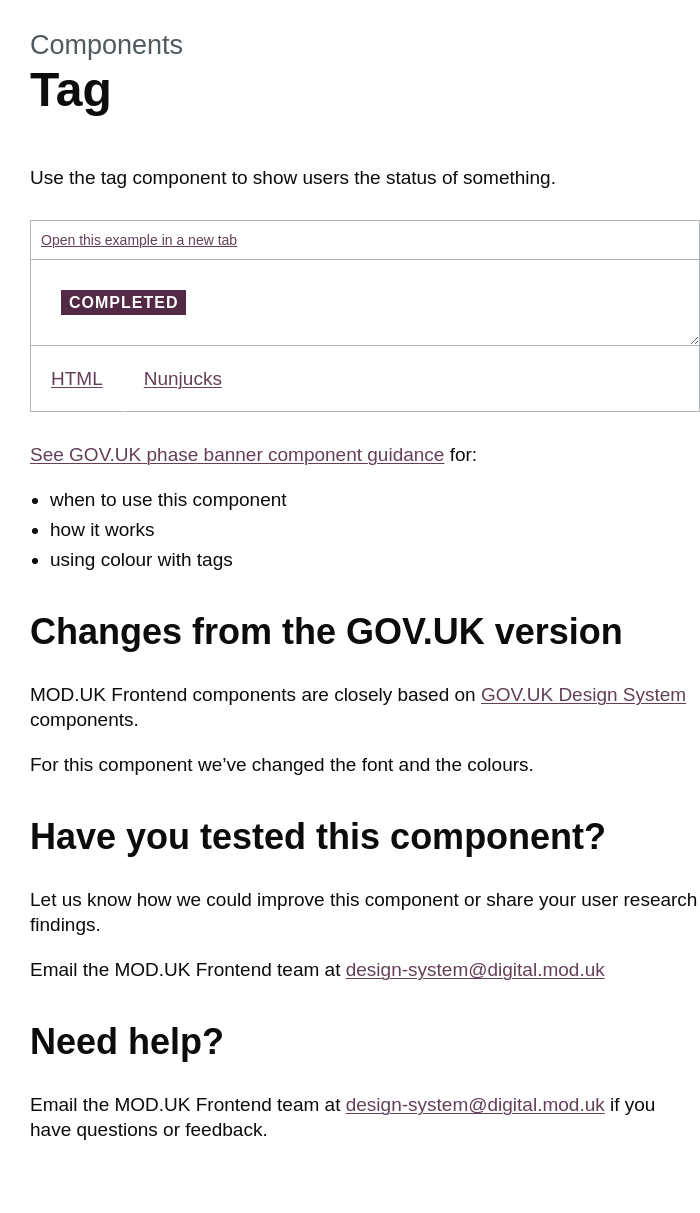 Components
Tag
Use the tag component to show users the status of something.
Open this example in a new tab
COMPLETED
HTML Nunjucks
See GOV.UK phase banner component guidance for:
• when to use this component
• how it works
• using colour with tags
Changes from the GOV.UK version
MOD.UK Frontend components are closely based on GOV.UK Design System
components.
For this component we’ve changed the font and the colours.
Have you tested this component?
Let us know how we could improve this component or share your user research
findings.
Email the MOD.UK Frontend team at design-system@digital.mod.uk
Need help?
Email the MOD.UK Frontend team at design-system@digital.mod.uk if you
have questions or feedback.